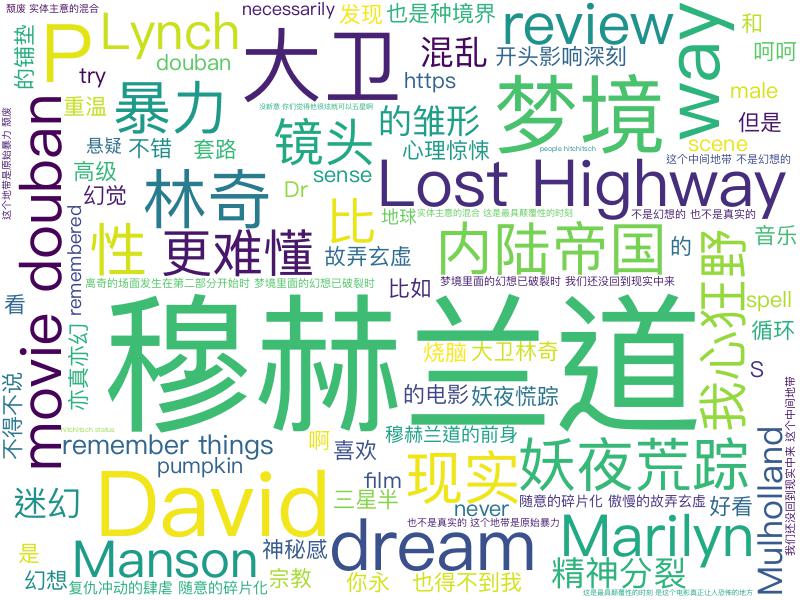 颓废 实体主意的混合
necessarily
发现
也是种境界
review
way
和
的铺垫
P
Lynch
douban
大卫
混乱
开头影响深刻
呵呵
try
https
梦境
male
重温
暴力
没新意 你们觉得他很炫就可以五星啊
的雏形
但是
悬疑
不错
套路
镜头
心理惊悚
people hitchitsch
scene
这个中间地带 不是幻想的
高级
sense
Lost Highway
幻觉
林奇
Dr
比
地球
实体主意的混合 这是最具颠覆性的时刻
不是幻想的 也不是真实的
这个地带是原始暴力 颓废
movie douban
remembered
性
更难懂
故弄玄虚
内陆帝国
的
我心狂野
音乐
离奇的场面发生在第二部分开始时 梦境里面的幻想已破裂时
比如
梦境里面的幻想已破裂时 我们还没回到现实中来
看
spell
穆赫兰道
循环
亦真亦幻
烧脑
大卫林奇
S
不得不说
的电影
妖夜慌踪
hitchitsch status
remember things
啊
喜欢
穆赫兰道的前身
pumpkin
现实
妖夜荒踪
Mulholland
我们还没回到现实中来 这个中间地带
迷幻
David
film
三星半
never
随意的碎片化 傲慢的故弄玄虚
好看
也不是真实的 这个地带是原始暴力
dream
Marilyn
是
Manson
神秘感
精神分裂
幻想
复仇冲动的肆虐 随意的碎片化
宗教
你永
也得不到我
这是最具颠覆性的时刻 是这个电影真正让人恐怖的地方